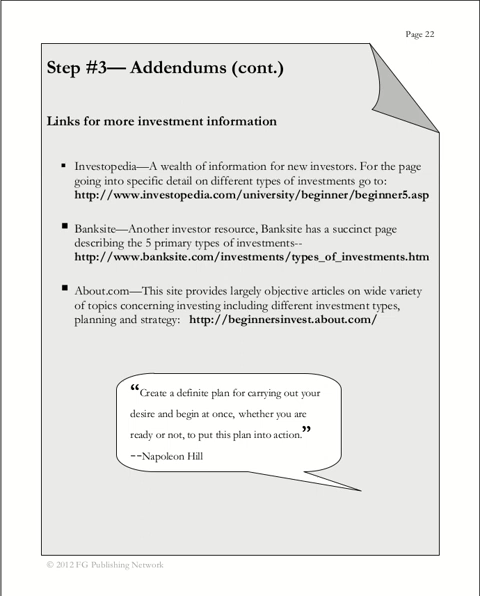 Page 22
Step #3— Addendums (cont.)
Links for more investment information
▪ Investopedia—A wealth of information for new investors. For the page
going into specific detail on different types of investments go to:
http://www.investopedia.com/university/beginner/beginner5.asp
▪ Banksite—Another investor resource, Banksite has a succinct page
describing the 5 primary types of investments--
http://www.banksite.com/investments/types_of_investments.htm
▪ About.com—This site provides largely objective articles on wide variety
of topics concerning investing including different investment types,
planning and strategy: http://beginnersinvest.about.com/
“Create a definite plan for carrying out your
desire and begin at once, whether you are
ready or not, to put this plan into action.”
--Napoleon Hill
© 2012 FG Publishing Network